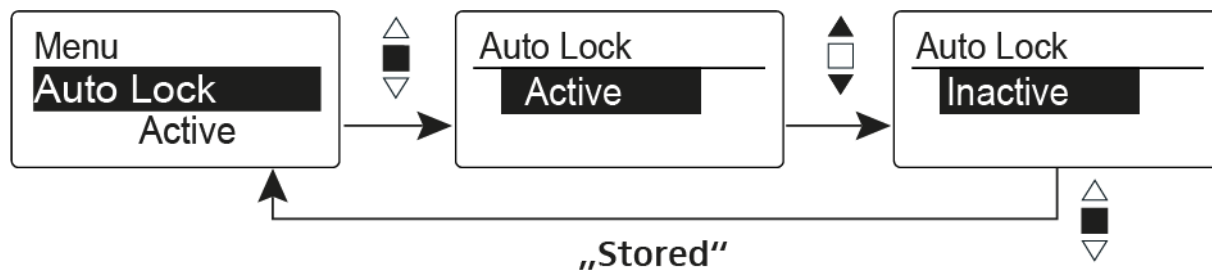 Menu
Auto Lock
Active
Auto Lock
Active
Auto Lock
Inactive
„Stored“